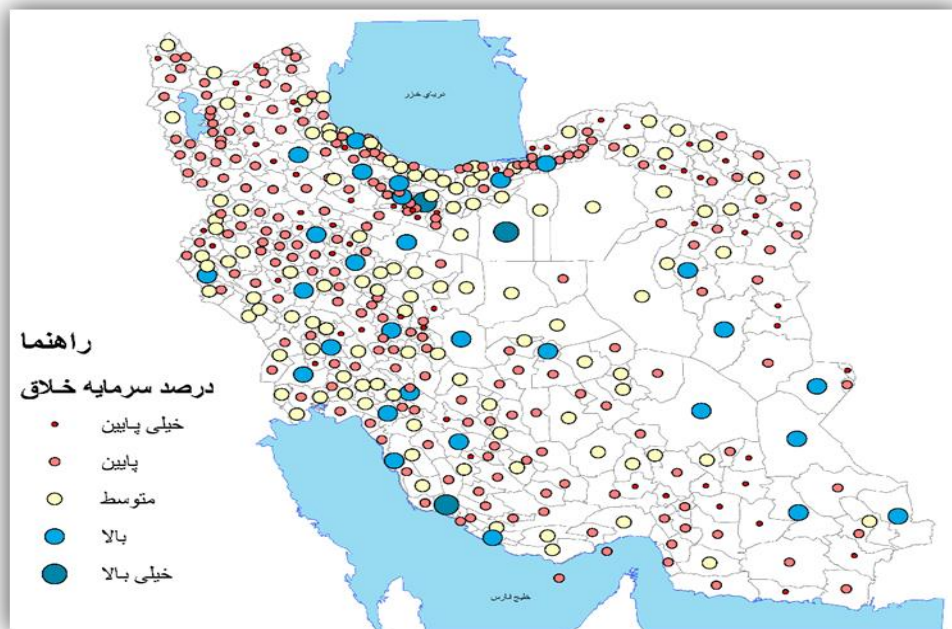 دریای خزر
راهنما
درصد سرمایه خلاق
خیلی پایین
پایین
متوسط
بالا
خیلی بالا
خلیج فارس